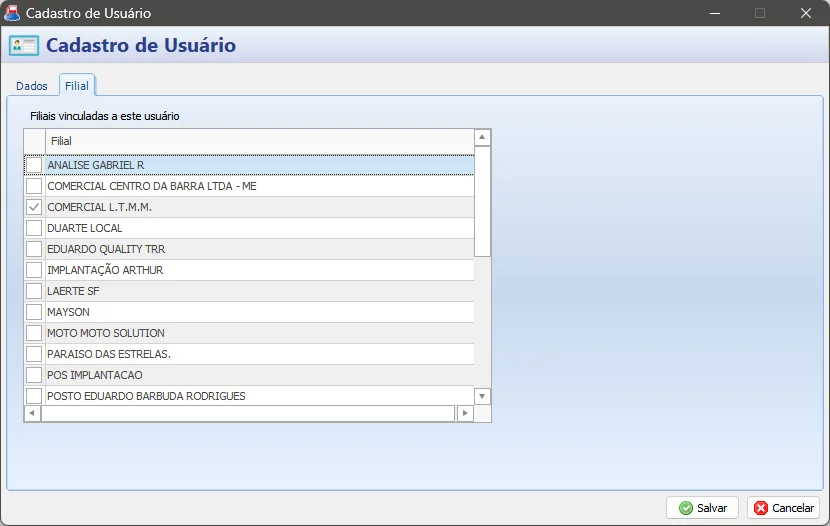 Cadastro de Usuário
Cadastro de Usuário
Dados Filial
Filiais vinculadas a este usuário
Filial
ANALISE GABRIEL R
COMERCIAL CENTRO DA BARRA LTDA - ME
COMERCIAL L.T.M.M.
DUARTE LOCAL
EDUARDO QUALITY TRR
IMPLANTAÇÃO ARTHUR
LAERTE SF
MAYSON
MOTO MOTO SOLUTION
PARAISO DAS ESTRELAS.
POS IMPLANTACAO
POSTO EDUARDO BARBUDA RODRIGUES
Salvar Cancelar